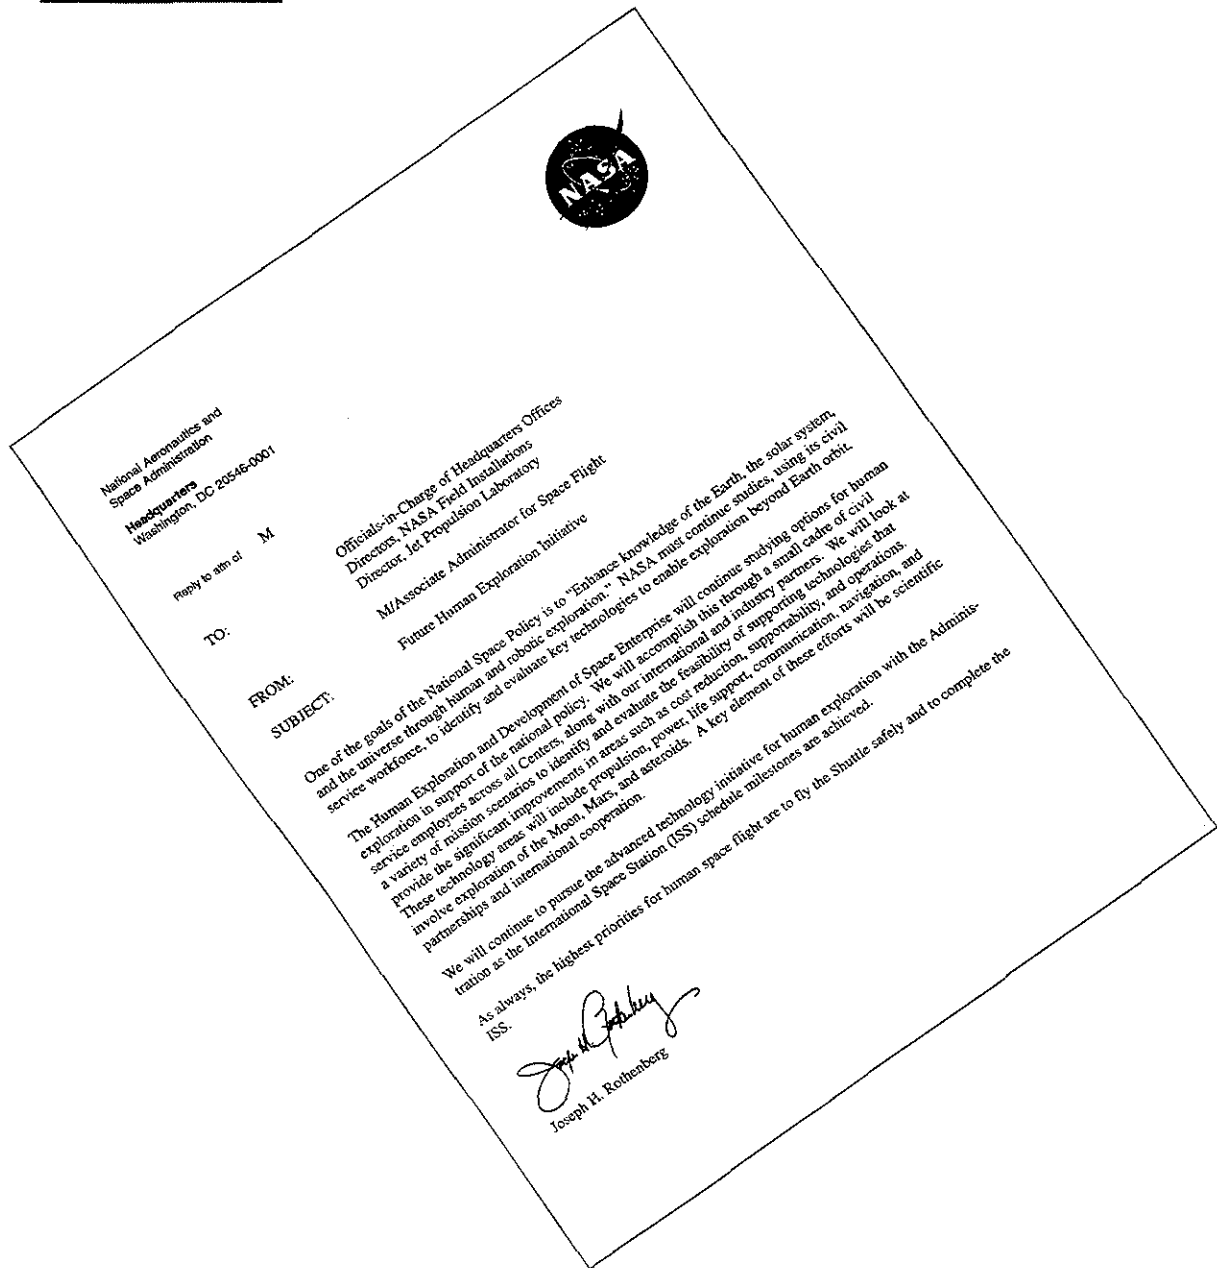 NASA
National Aeronautics and
Space Administration
Headquarters
Washington, DC 20546-0001
Reply to attn of M
TO: Officials-in-Charge of Headquarters Offices
Directors, NASA Field Installations
Director, Jet Propulsion Laboratory
FROM: M/Associate Administrator for Space Flight
SUBJECT: Future Human Exploration Initiative
One of the goals of the National Space Policy is to "Enhance knowledge of the Earth, the solar system,
and the universe through human and robotic exploration." NASA must continue studies, using its civil
service workforce, to identify and evaluate key technologies to enable exploration beyond Earth orbit.
The Human Exploration and Development of Space Enterprise will continue studying options for human
exploration in support of the national policy. We will accomplish this through a small cadre of civil
service employees across all Centers, along with our international and industry partners. We will look at
a variety of mission scenarios to identify and evaluate the feasibility of supporting technologies that
provide the significant improvements in areas such as cost reduction, supportability, and operations.
These technology areas will include propulsion, power, life support, communication, navigation, and
involve exploration of the Moon, Mars, and asteroids. A key element of these efforts will be scientific
partnerships and international cooperation.
We will continue to pursue the advanced technology initiative for human exploration with the Adminis-
tration as the International Space Station (ISS) schedule milestones are achieved.
As always, the highest priorities for human space flight are to fly the Shuttle safely and to complete the
ISS.
Joseph H. Rothenberg
Joseph H. Rothenberg